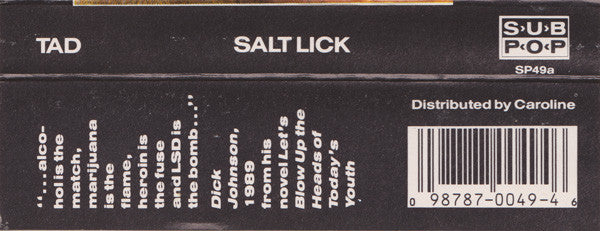 TAD
SALT LICK
S·U·B
P·O·P
SP49a
"...alco-
hol is the
match,
marijuana
is the
flame,
heroin is
the fuse
and LSD is
the bomb..."
Dick
Johnson,
1989
from his
novel Let's
Blow Up the
Heads of
Today's
Youth
Distributed by Caroline
0 98787-0049-4 6